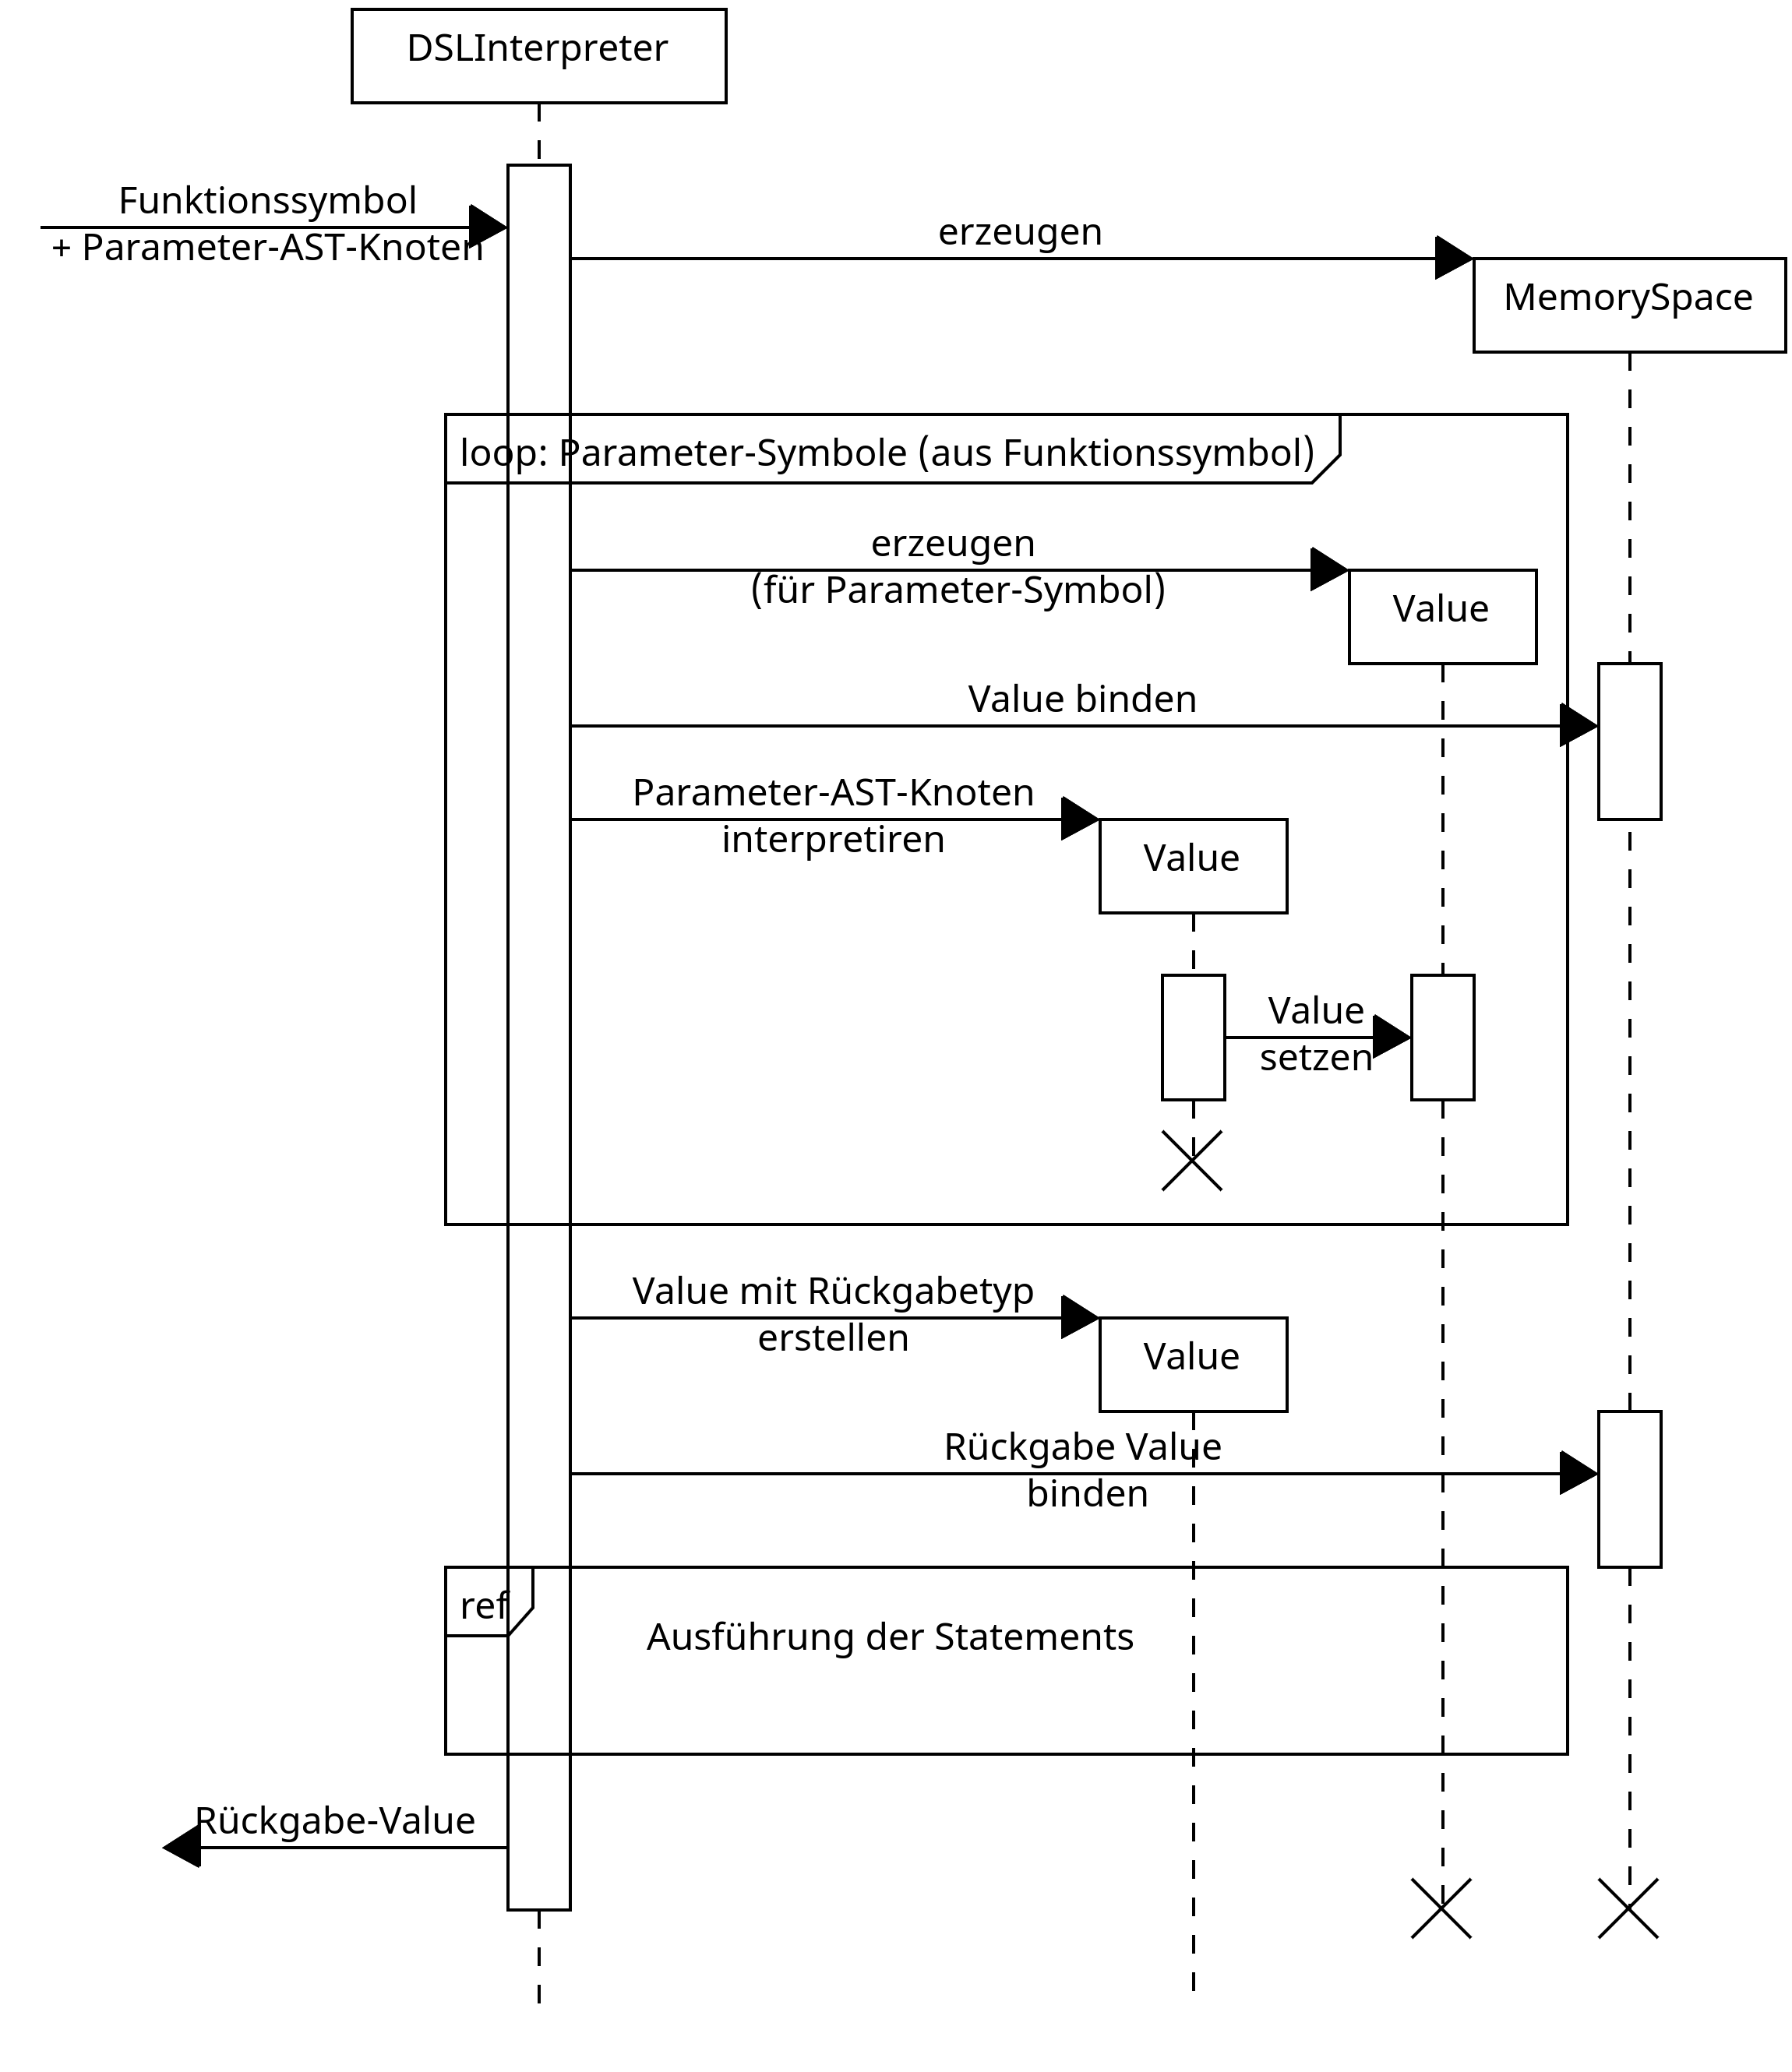 DSLInterpreter
Funktionssymbol
+ Parameter-AST-Knoten
erzeugen
MemorySpace
loop: Parameter-Symbole (aus Funktionssymbol)
erzeugen
(für Parameter-Symbol)
Value
Value binden
Parameter-AST-Knoten
interpretiren
Value
Value
setzen
Value mit Rückgabetyp
erstellen
Value
Rückgabe Value
binden
ref
Ausführung der Statements
Rückgabe-Value